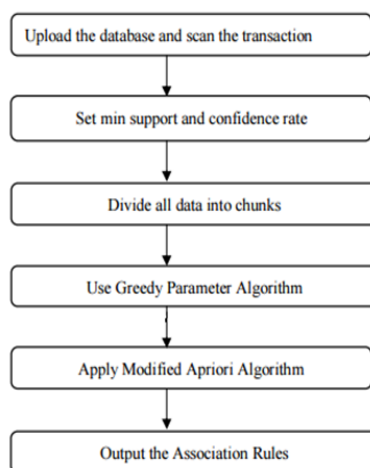 Upload the database and scan the transaction
Set min support and confidence rate
Divide all data into chunks
Use Greedy Parameter Algorithm
Apply Modified Apriori Algorithm
Output the Association Rules